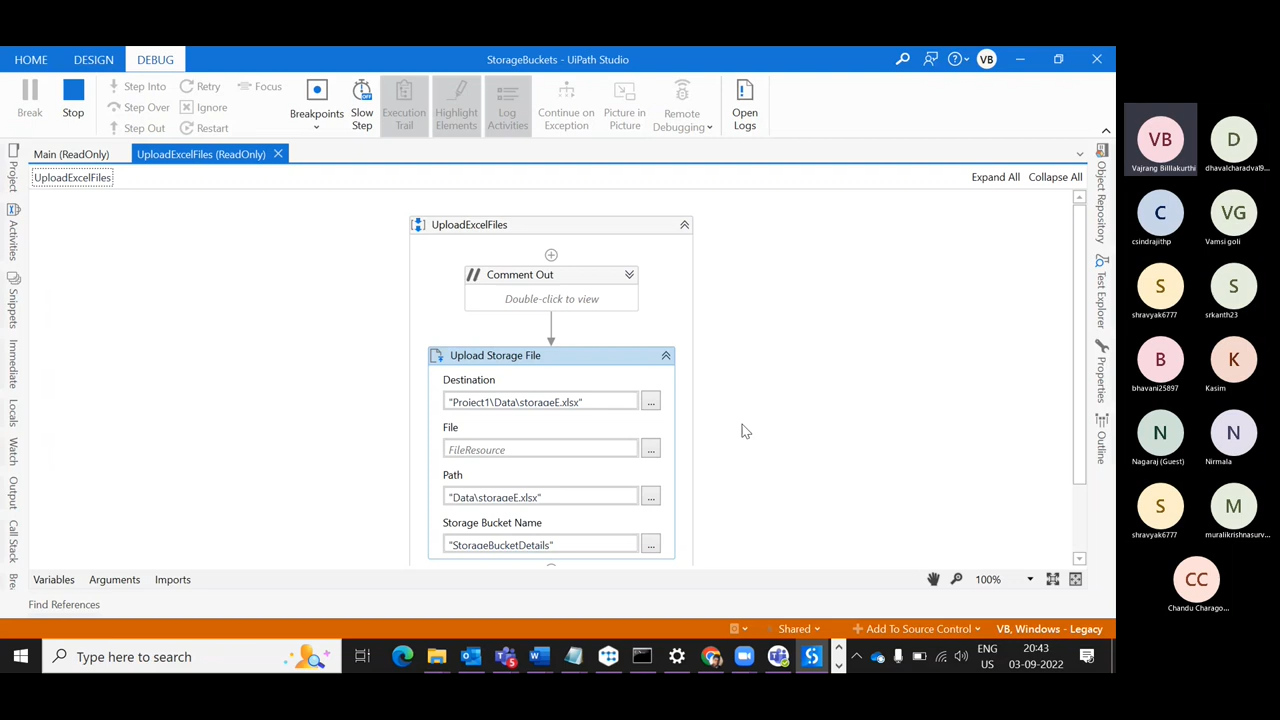 HOME DESIGN DEBUG
StorageBuckets - UiPath Studio
VB
Break
Stop
Step Into
Step Over
Step Out
Retry
Ignore
Restart
Focus
Breakpoints
Slow Step
Execution Trail
Highlight Elements
Log Activities
Continue on Exception
Picture in Picture
Remote Debugging
Open Logs
Main (ReadOnly)
UploadExcelFiles (ReadOnly)
UploadExcelFiles
Expand All Collapse All
Project
Activities
Snippets
Immediate
Locals
Watch
Output
Call Stack
Bre
UploadExcelFiles
// Comment Out
Double-click to view
Upload Storage File
Destination
"Project1\Data\storageE.xlsx"
...
File
FileResource
...
Path
"Data\storageE.xlsx"
...
Storage Bucket Name
"StorageBucketDetails"
...
Object Repository
Test Explorer
Properties
Outline
Variables Arguments Imports
100%
Find References
Shared
Add To Source Control
VB, Windows - Legacy
Type here to search
ENG
US
20:43
03-09-2022
VB
Vajrang Billlakurthi
D
dhavalcharadva19...
C
csindrajithp
VG
Vamsi goli
S
shravyak6777
S
srkanth23
B
bhavani25897
K
Kasim
N
Nagaraj (Guest)
N
Nirmala
S
shravyak6777
M
muralikrishnasurv...
CC
Chandu Charago...